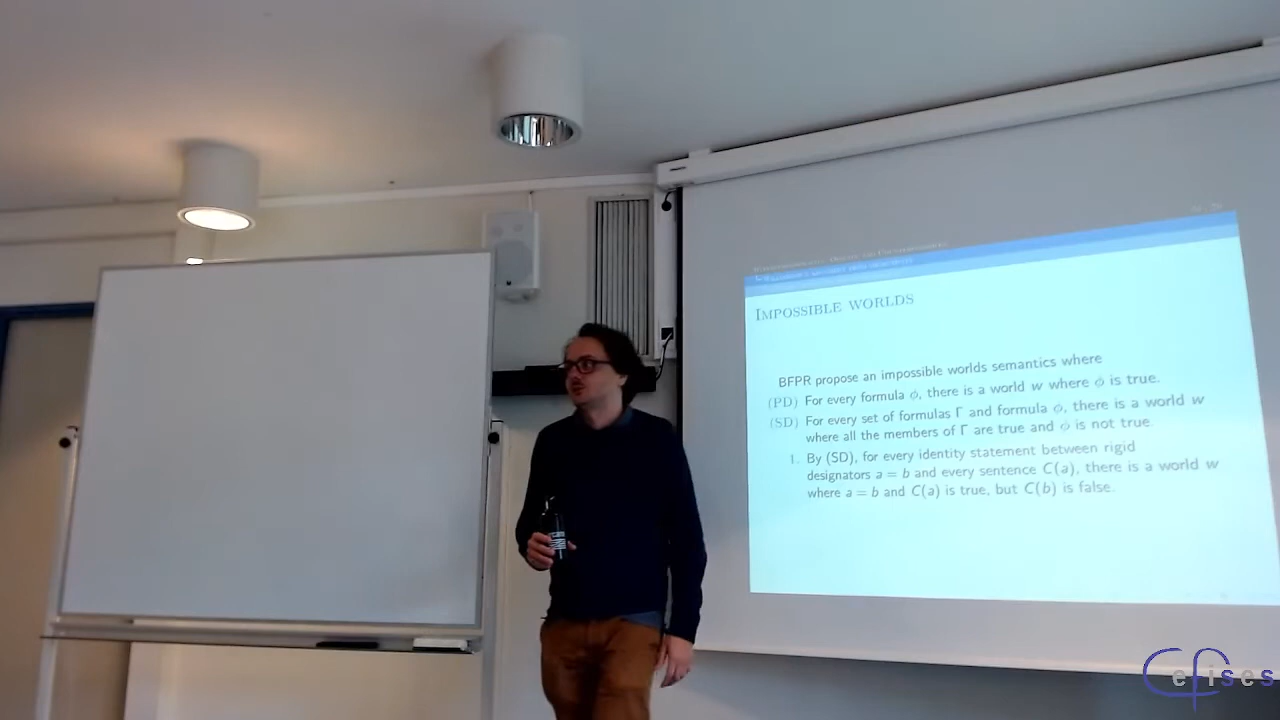 IMPOSSIBLE WORLDS
BFPR propose an impossible worlds semantics where
(PD) For every formula ϕ, there is a world w where ϕ is true.
(SD) For every set of formulas Γ and formula ϕ, there is a world w
where all the members of Γ are true and ϕ is not true.
1. By (SD), for every identity statement between rigid
designators a = b and every sentence C(a), there is a world w
where a = b and C(a) is true, but C(b) is false.
Cefises